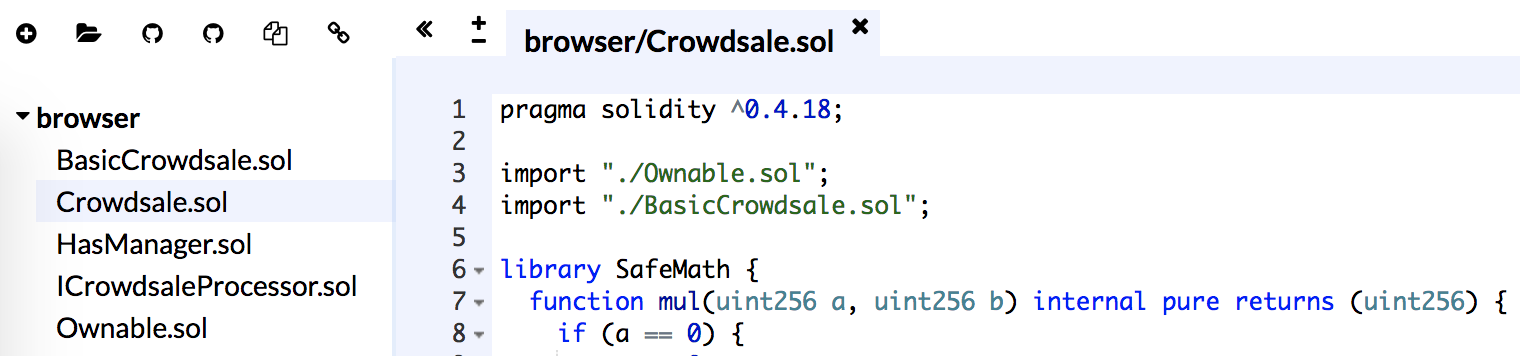 browser/Crowdsale.sol
browser
BasicCrowdsale.sol
Crowdsale.sol
HasManager.sol
ICrowdsaleProcessor.sol
Ownable.sol
1 pragma solidity ^0.4.18;
2
3 import "./Ownable.sol";
4 import "./BasicCrowdsale.sol";
5
6 library SafeMath {
7 function mul(uint256 a, uint256 b) internal pure returns (uint256) {
8 if (a == 0) {